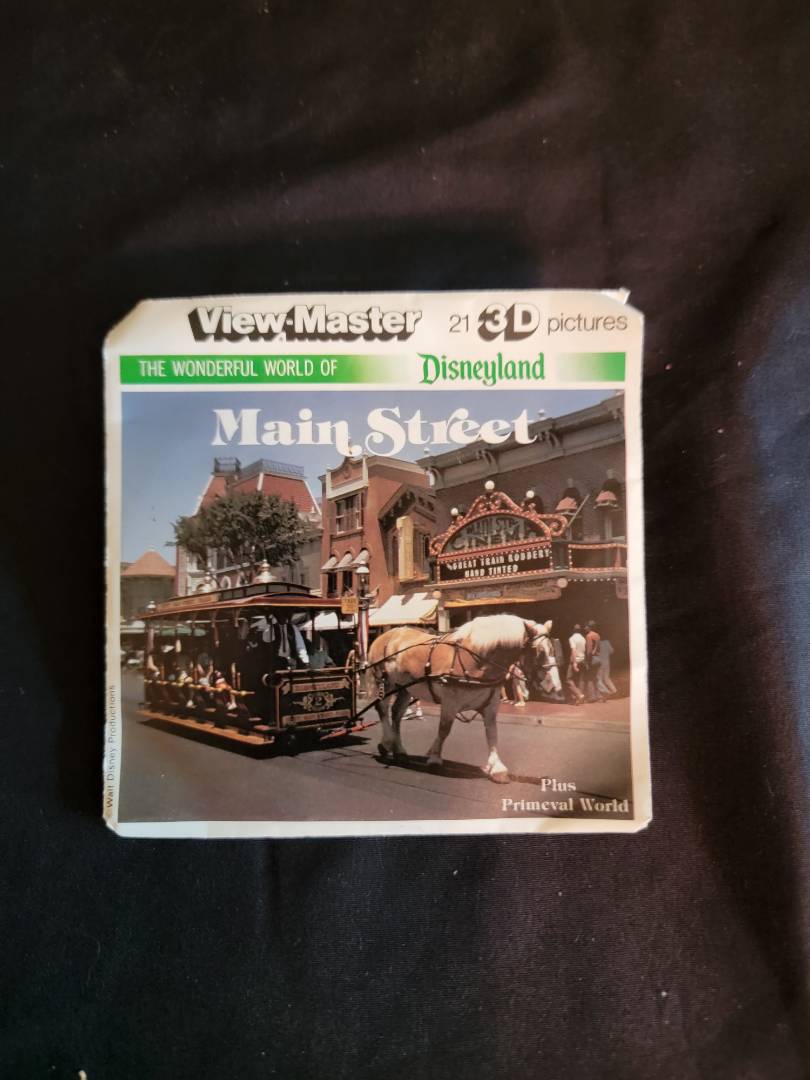 View-Master 21 3D pictures
THE WONDERFUL WORLD OF Disneyland
Main Street
GREAT TRAIN ROBBERY
HAND TINTED
2
Plus
Primeval World
Walt Disney Productions